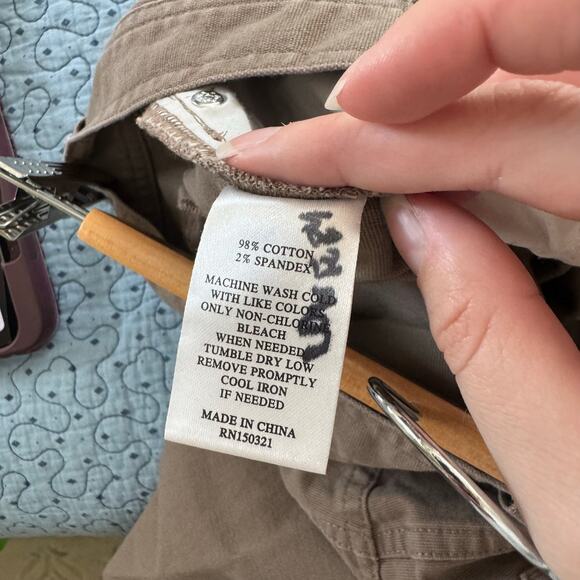 98% COTTON
2% SPANDEX
MACHINE WASH COLD
WITH LIKE COLORS
ONLY NON-CHLORINE
BLEACH
WHEN NEEDED
TUMBLE DRY LOW
REMOVE PROMPTLY
COOL IRON
IF NEEDED
MADE IN CHINA
RN150321